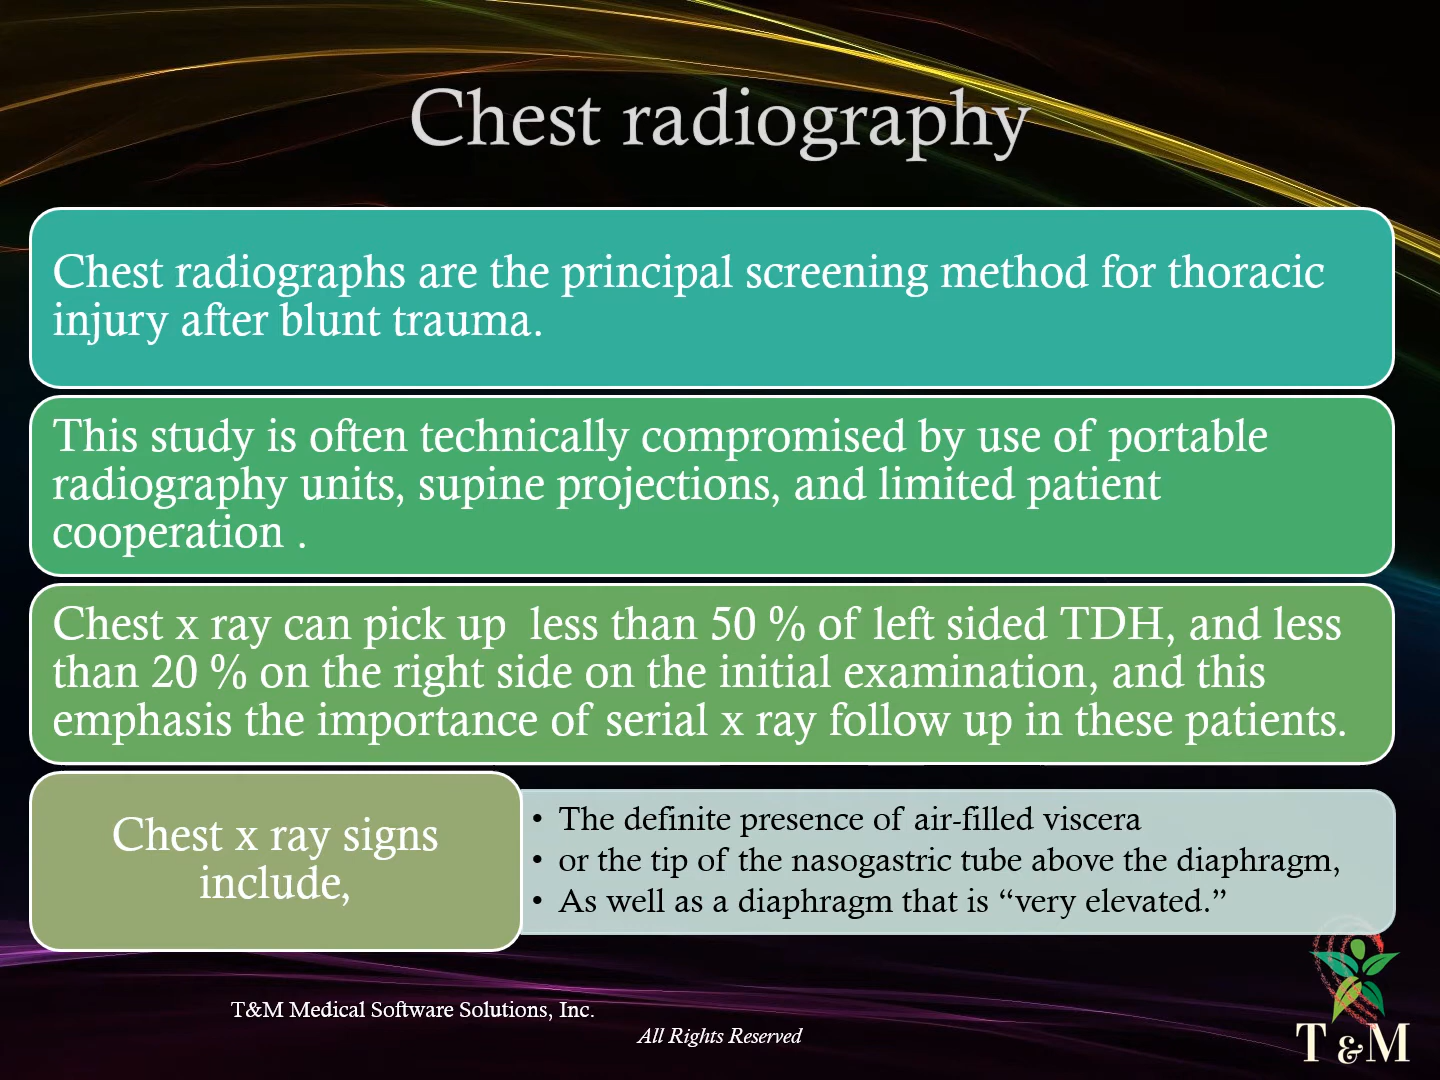 Chest radiography
Chest radiographs are the principal screening method for thoracic
injury after blunt trauma.
This study is often technically compromised by use of portable
radiography units, supine projections, and limited patient
cooperation .
Chest x ray can pick up  less than 50 % of left sided TDH, and less
than 20 % on the right side on the initial examination, and this
emphasis the importance of serial x ray follow up in these patients.
Chest x ray signs
include,
• The definite presence of air-filled viscera
• or the tip of the nasogastric tube above the diaphragm,
• As well as a diaphragm that is “very elevated.”
T&M Medical Software Solutions, Inc.
All Rights Reserved
T &M